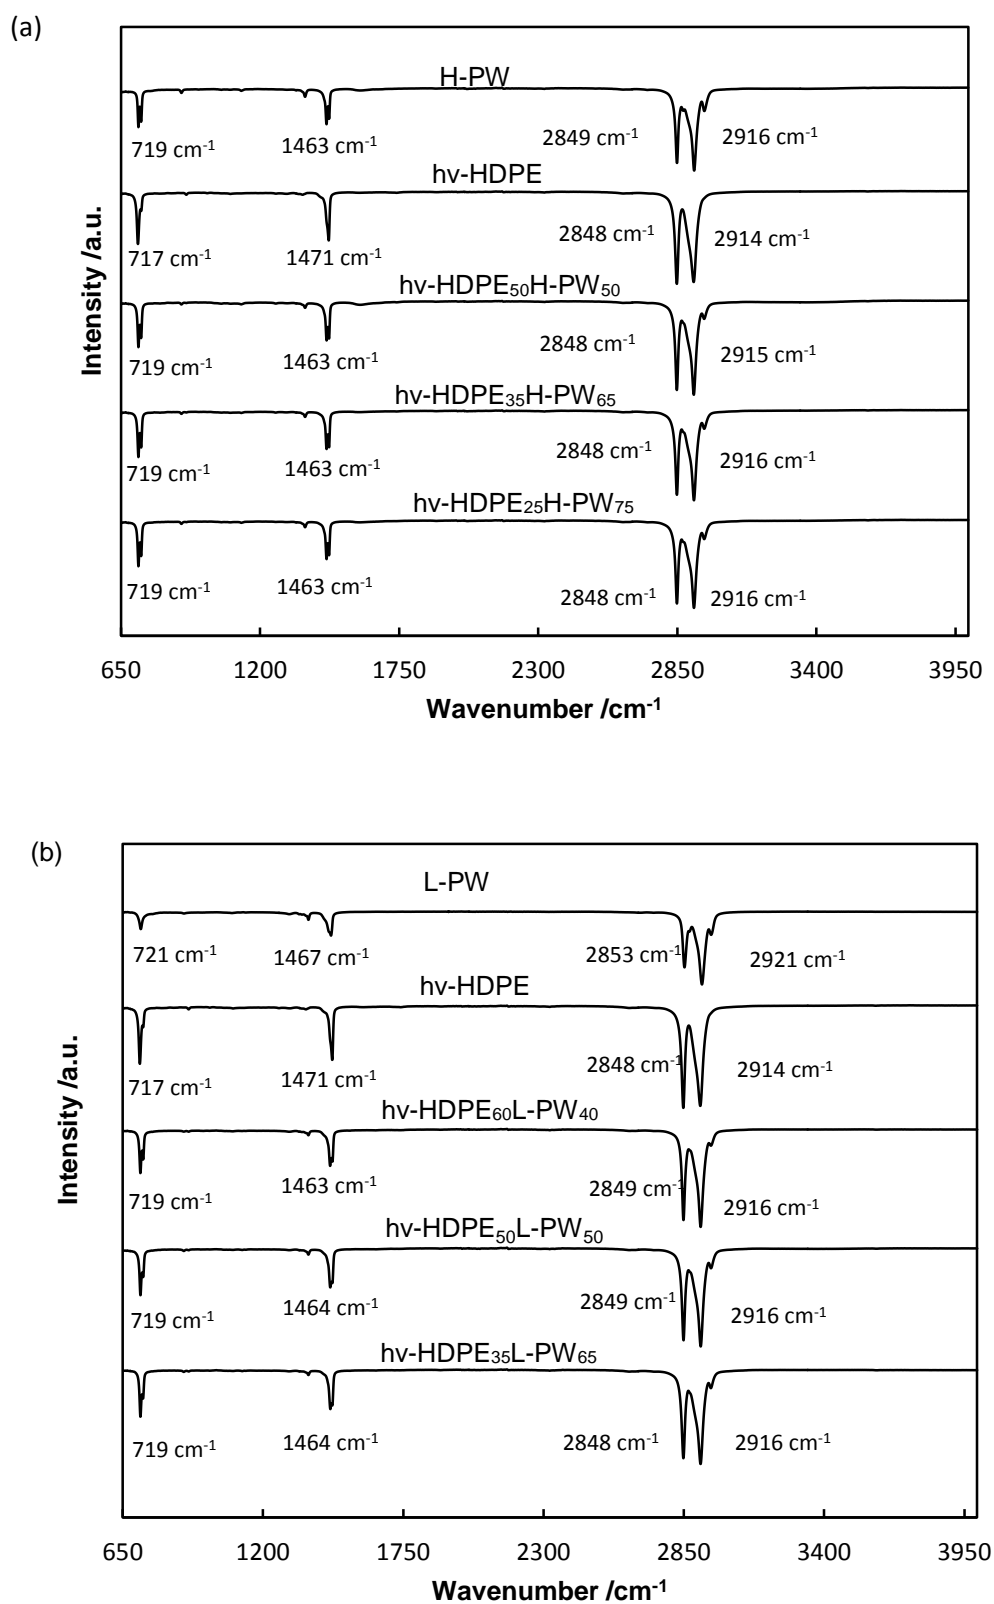 (a)
H-PW
719 cm⁻¹ 1463 cm⁻¹ 2849 cm⁻¹ 2916 cm⁻¹
hv-HDPE
717 cm⁻¹ 1471 cm⁻¹ 2848 cm⁻¹ 2914 cm⁻¹
hv-HDPE₅₀H-PW₅₀
719 cm⁻¹ 1463 cm⁻¹ 2848 cm⁻¹ 2915 cm⁻¹
hv-HDPE₃₅H-PW₆₅
719 cm⁻¹ 1463 cm⁻¹ 2848 cm⁻¹ 2916 cm⁻¹
hv-HDPE₂₅H-PW₇₅
719 cm⁻¹ 1463 cm⁻¹ 2848 cm⁻¹ 2916 cm⁻¹
Intensity /a.u.
650 1200 1750 2300 2850 3400 3950
Wavenumber /cm⁻¹
(b)
L-PW
721 cm⁻¹ 1467 cm⁻¹ 2853 cm⁻¹ 2921 cm⁻¹
hv-HDPE
717 cm⁻¹ 1471 cm⁻¹ 2848 cm⁻¹ 2914 cm⁻¹
hv-HDPE₆₀L-PW₄₀
719 cm⁻¹ 1463 cm⁻¹ 2849 cm⁻¹ 2916 cm⁻¹
hv-HDPE₅₀L-PW₅₀
719 cm⁻¹ 1464 cm⁻¹ 2849 cm⁻¹ 2916 cm⁻¹
hv-HDPE₃₅L-PW₆₅
719 cm⁻¹ 1464 cm⁻¹ 2848 cm⁻¹ 2916 cm⁻¹
Intensity /a.u.
650 1200 1750 2300 2850 3400 3950
Wavenumber /cm⁻¹